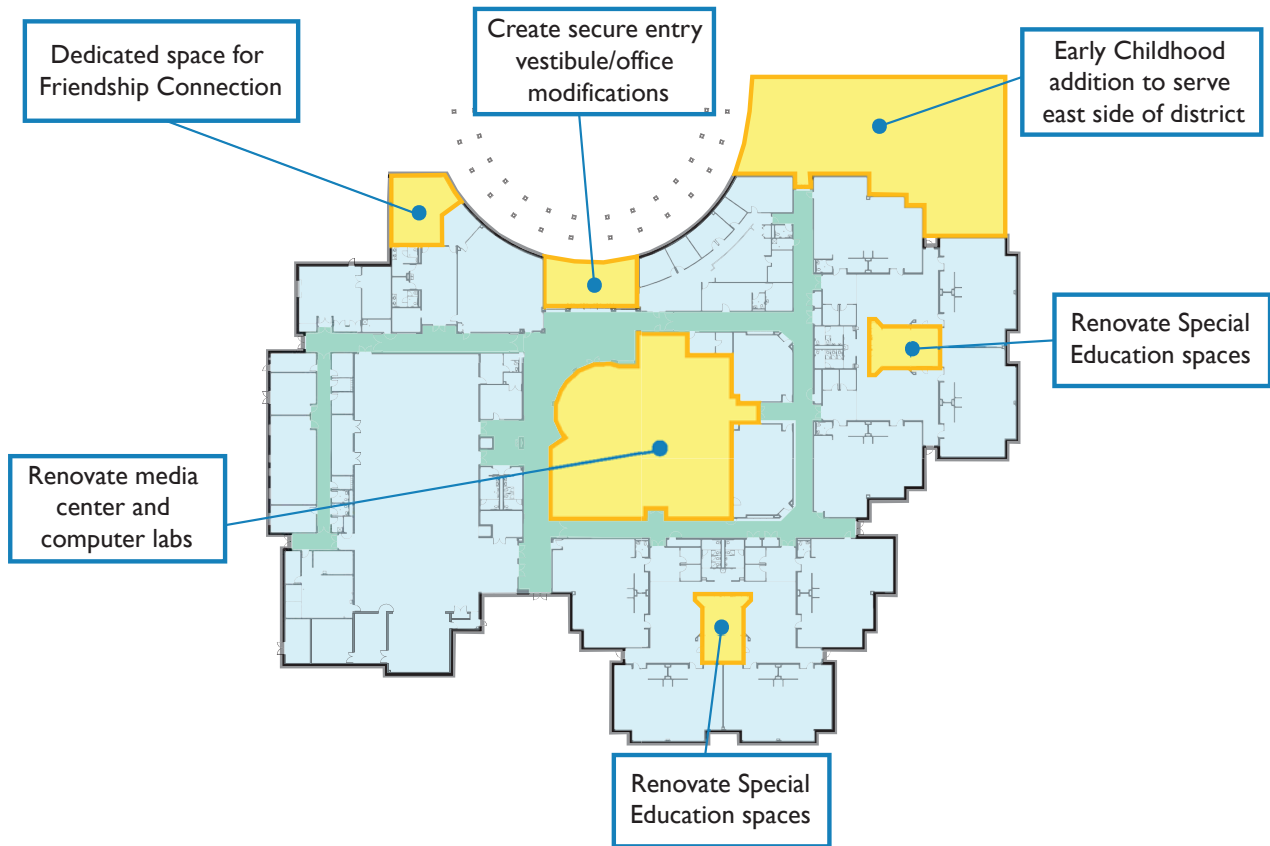 Dedicated space for
Friendship Connection
Create secure entry
vestibule/office
modifications
Early Childhood
addition to serve
east side of district
Renovate Special
Education spaces
Renovate media
center and
computer labs
Renovate Special
Education spaces